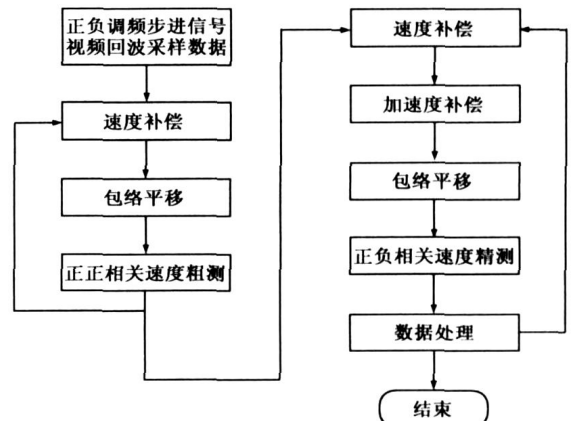 正负调频步进信号
视频回波采样数据
速度补偿
包络平移
正正相关速度粗测
速度补偿
加速度补偿
包络平移
正负相关速度精测
数据处理
结束